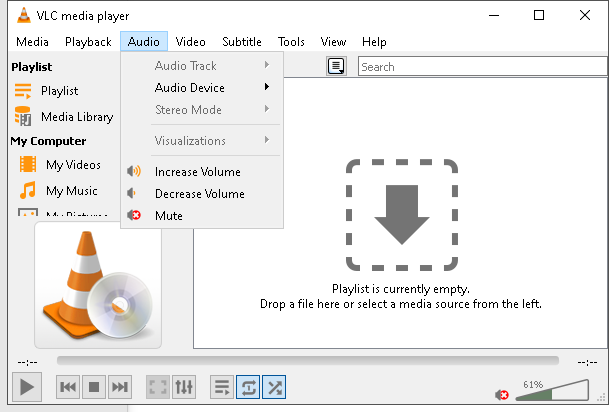 VLC media player
Media Playback Audio Video Subtitle Tools View Help
Playlist
Playlist
Media Library
My Computer
My Videos
My Music
My Pictures
Audio Track
Audio Device
Stereo Mode
Visualizations
Increase Volume
Decrease Volume
Mute
Search
Playlist is currently empty.
Drop a file here or select a media source from the left.
--:-- --:--
61%